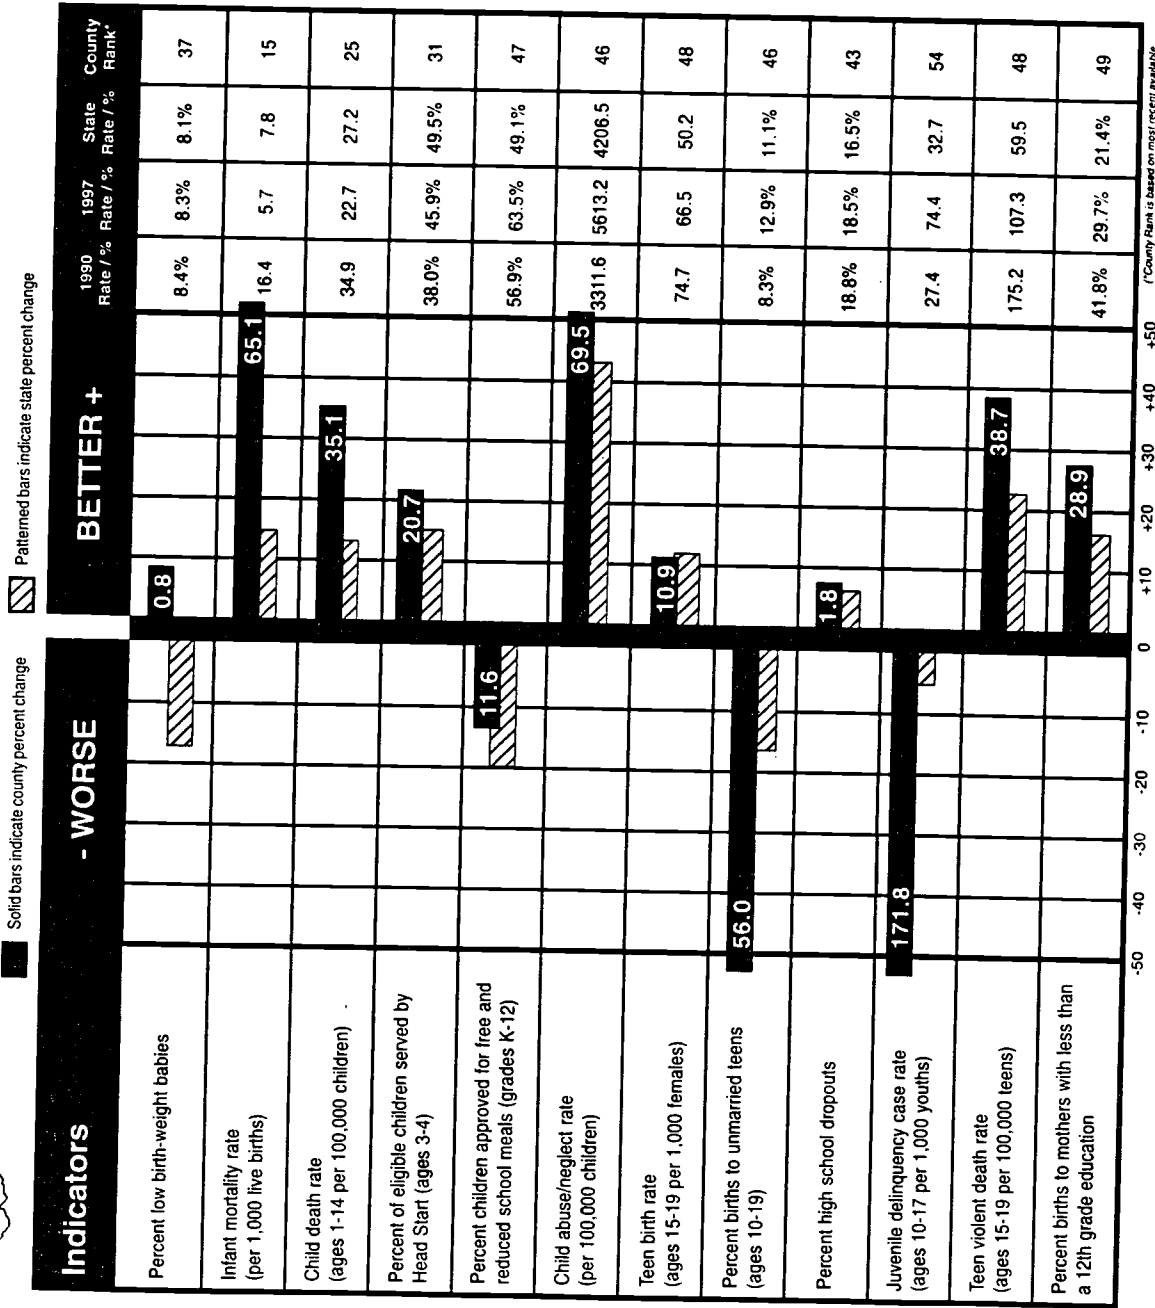 Solid bars indicate county percent change
Patterned bars indicate state percent change
Indicators
- WORSE
BETTER +
1990
Rate / %
1997
Rate / %
State
Rate / %
County
Rank*
Percent low birth-weight babies
0.8
8.4%
8.3%
8.1%
37
Infant mortality rate
(per 1,000 live births)
65.1
16.4
5.7
7.8
15
Child death rate
(ages 1-14 per 100,000 children)
35.1
34.9
22.7
27.2
25
Percent of eligible children served by
Head Start (ages 3-4)
20.7
38.0%
45.9%
49.5%
31
Percent children approved for free and
reduced school meals (grades K-12)
11.6
56.9%
63.5%
49.1%
47
Child abuse/neglect rate
(per 100,000 children)
69.5
3311.6
5613.2
4206.5
46
Teen birth rate
(ages 15-19 per 1,000 females)
10.9
74.7
66.5
50.2
48
Percent births to unmarried teens
(ages 10-19)
56.0
8.3%
12.9%
11.1%
46
Percent high school dropouts
1.8
18.8%
18.5%
16.5%
43
Juvenile delinquency case rate
(ages 10-17 per 1,000 youths)
171.8
27.4
74.4
32.7
54
Teen violent death rate
(ages 15-19 per 100,000 teens)
38.7
175.2
107.3
59.5
48
Percent births to mothers with less than
a 12th grade education
28.9
41.8%
29.7%
21.4%
49
-50
-40
-30
-20
-10
0
+10
+20
+30
+40
+50
(*County Rank is based on most recent available